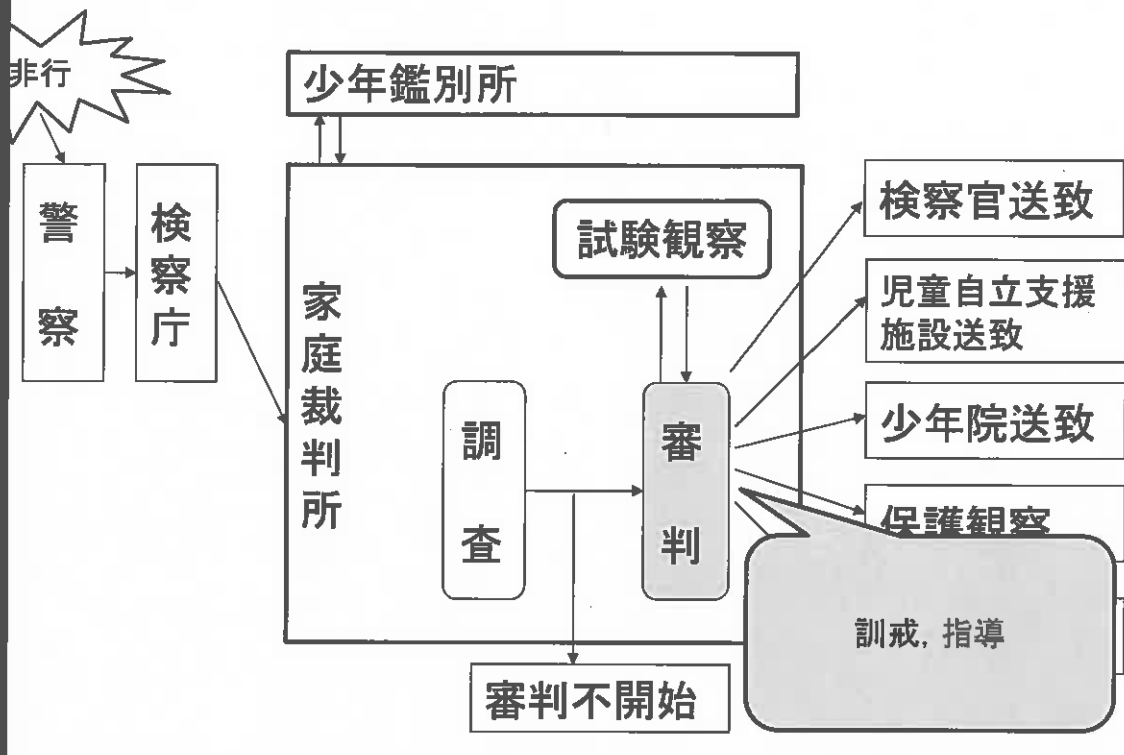 非行
少年鑑別所
警察
検察庁
家庭裁判所
試験観察
調査
審判
検察官送致
児童自立支援
施設送致
少年院送致
保護観察
訓戒, 指導
審判不開始